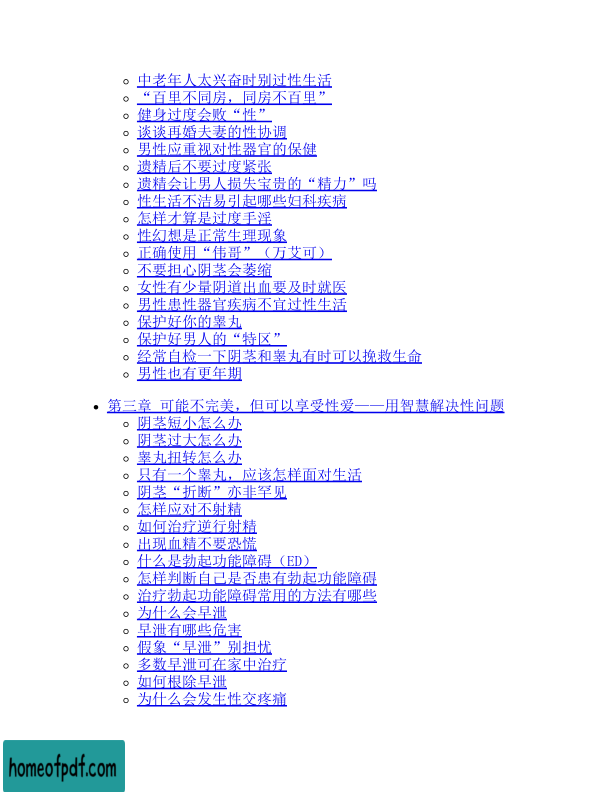 中老年人太兴奋时别过性生活
“百里不同房，同房不百里”
健身过度会败“性”
谈谈再婚夫妻的性协调
男性应重视对性器官的保健
遗精后不要过度紧张
遗精会让男人损失宝贵的“精力”吗
性生活不洁易引起哪些妇科疾病
怎样才算是过度手淫
性幻想是正常生理现象
正确使用“伟哥”（万艾可）
不要担心阴茎会萎缩
女性有少量阴道出血要及时就医
男性患性器官疾病不宜过性生活
保护好你的睾丸
保护好男人的“特区”
经常自检一下阴茎和睾丸有时可以挽救生命
男性也有更年期
第三章 可能不完美，但可以享受性爱——用智慧解决性问题
阴茎短小怎么办
阴茎过大怎么办
睾丸扭转怎么办
只有一个睾丸，应该怎样面对生活
阴茎“折断”亦非罕见
怎样应对不射精
如何治疗逆行射精
出现血精不要恐慌
什么是勃起功能障碍（ED）
怎样判断自己是否患有勃起功能障碍
治疗勃起功能障碍常用的方法有哪些
为什么会早泄
早泄有哪些危害
假象“早泄”别担忧
多数早泄可在家中治疗
如何根除早泄
为什么会发生性交疼痛
homeofpdf.com